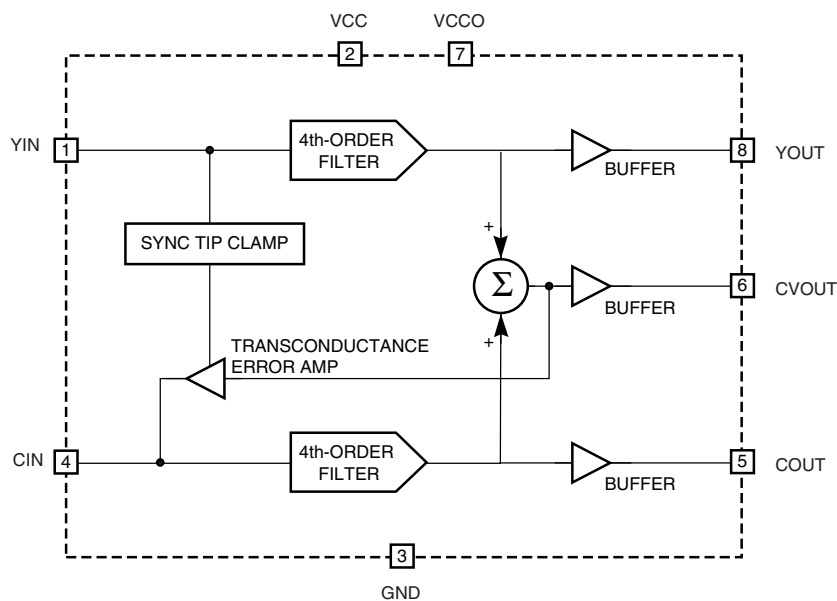 VCC
VCCO
2
7
YIN
1
4th-ORDER
FILTER
BUFFER
8
YOUT
SYNC TIP CLAMP
+
Σ
BUFFER
6
CVOUT
+
TRANSCONDUCTANCE
ERROR AMP
CIN
4
4th-ORDER
FILTER
BUFFER
5
COUT
3
GND